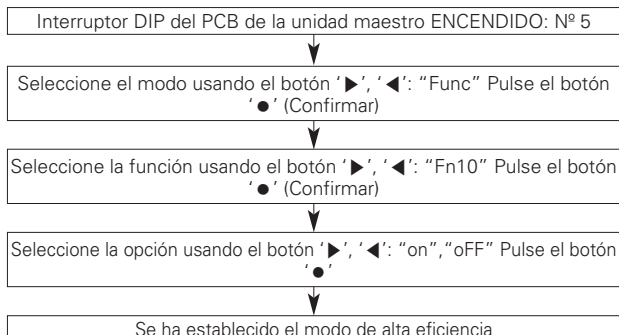 Interruptor DIP del PCB de la unidad maestro ENCENDIDO: Nº 5
Seleccione el modo usando el botón ‘▶’, ‘◀’: “Func” Pulse el botón
‘●’ (Confirmar)
Seleccione la función usando el botón ‘▶’, ‘◀’: “Fn10” Pulse el botón
‘●’ (Confirmar)
Seleccione la opción usando el botón ‘▶’, ‘◀’: “on”,“oFF” Pulse el botón
‘●’
Se ha establecido el modo de alta eficiencia